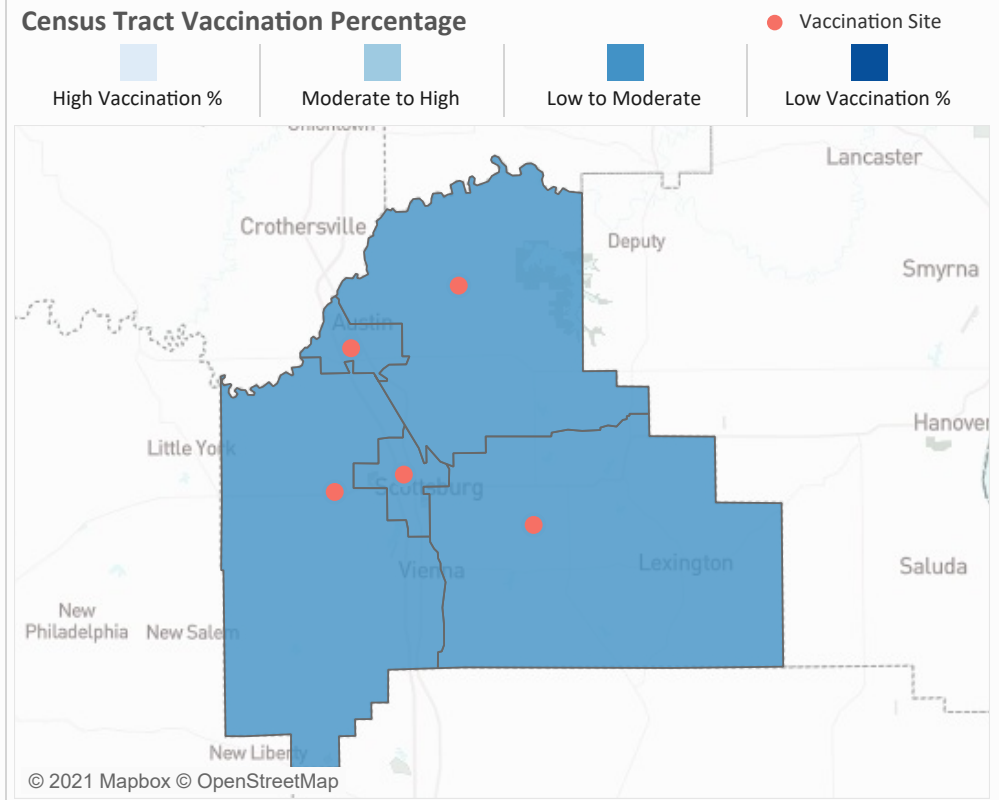 Census Tract Vaccination Percentage
Vaccination Site
High Vaccination %
Moderate to High
Low to Moderate
Low Vaccination %
Uniontown
Lancaster
Crothersville
Deputy
Smyrna
Austin
Hanover
Little York
Scottsburg
Vienna
Lexington
Saluda
New
Philadelphia
New Salem
New Liberty
© 2021 Mapbox © OpenStreetMap